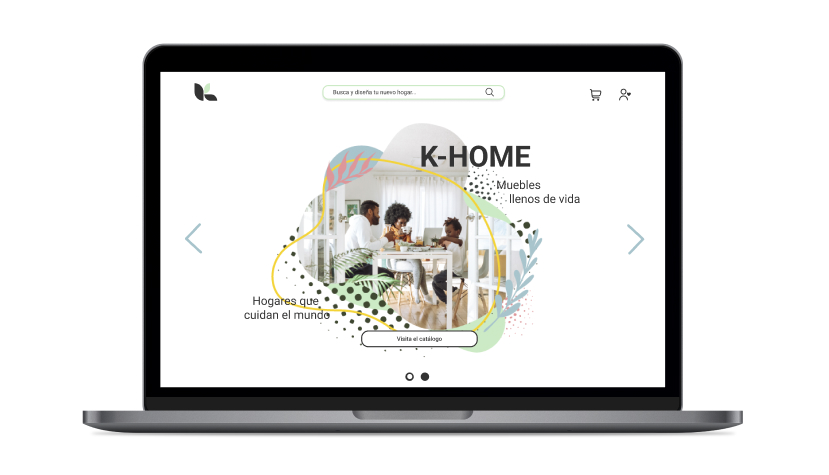 Busca y diseña tu nuevo hogar...
K-HOME
Muebles
llenos de vida
Hogares que
cuidan el mundo
Visita el catálogo